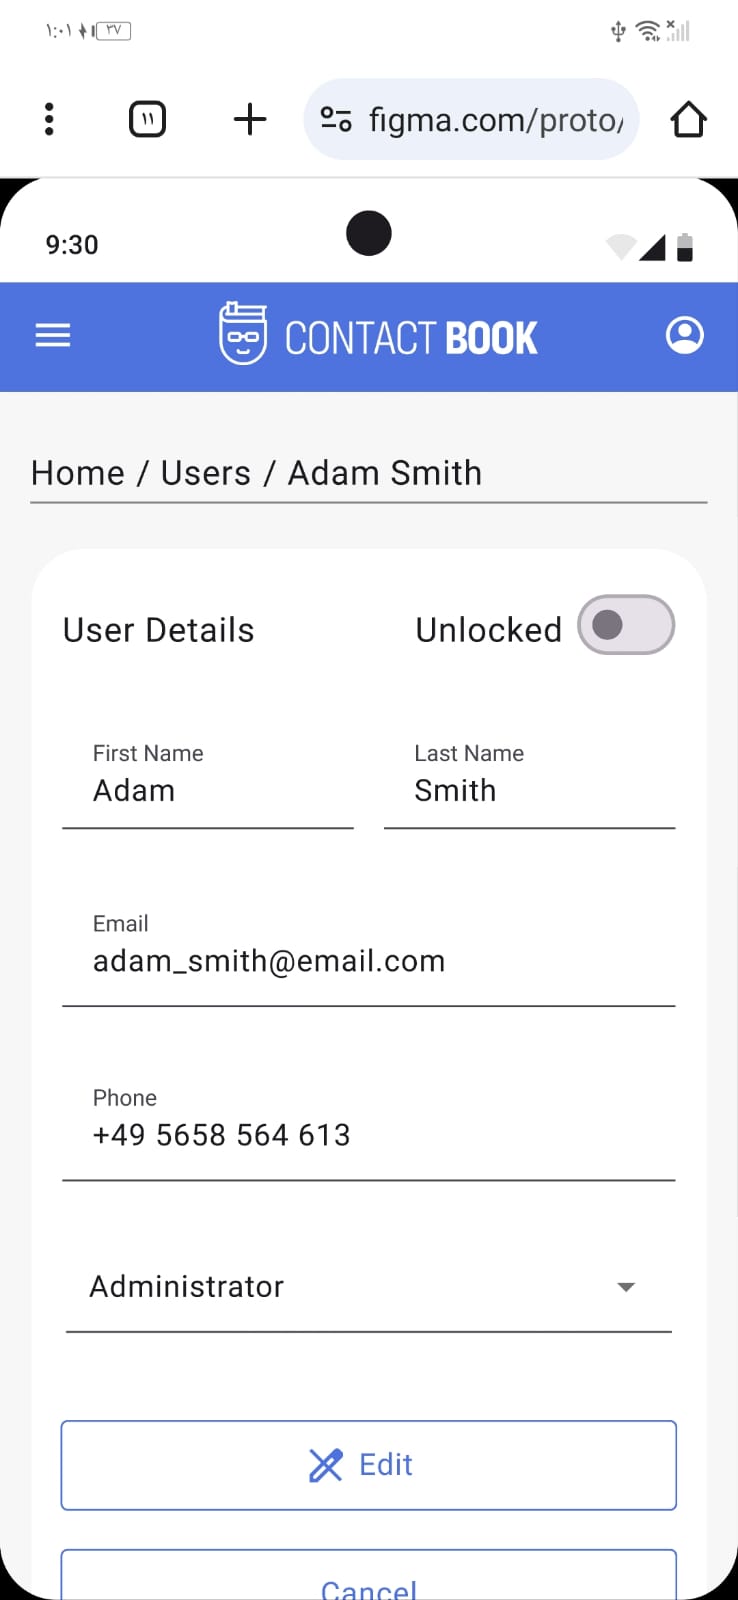 ١:٠١ ٣٧
١١ figma.com/proto/
9:30
CONTACT BOOK
Home / Users / Adam Smith
User Details Unlocked
First Name Last Name
Adam Smith
Email
adam_smith@email.com
Phone
+49 5658 564 613
Administrator
Edit
Cancel